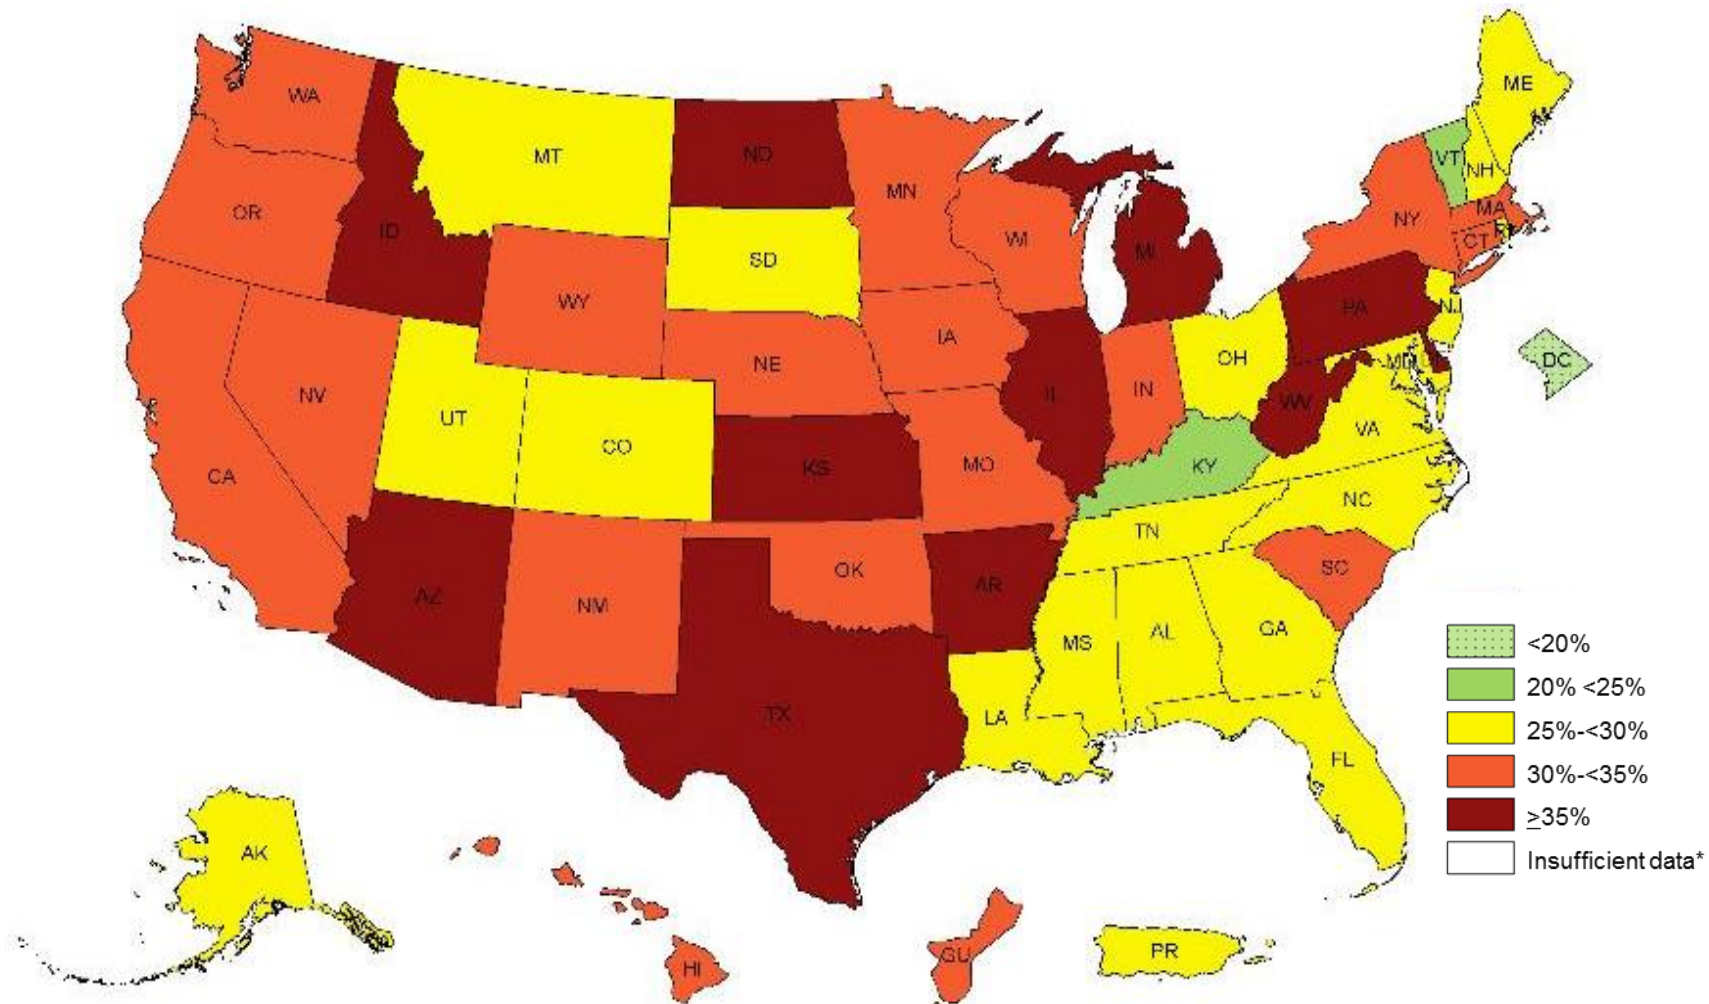 WA
OR
CA
NV
ID
MT
WY
UT
CO
AZ
NM
ND
SD
NE
KS
OK
TX
MN
IA
MO
AR
LA
WI
IL
MI
IN
OH
KY
TN
MS
AL
GA
FL
SC
NC
VA
WV
PA
NY
VT
NH
ME
MA
CT
RI
NJ
MD
DC
AK
HI
GU
PR
<20%
20% <25%
25%-<30%
30%-<35%
≥35%
Insufficient data*